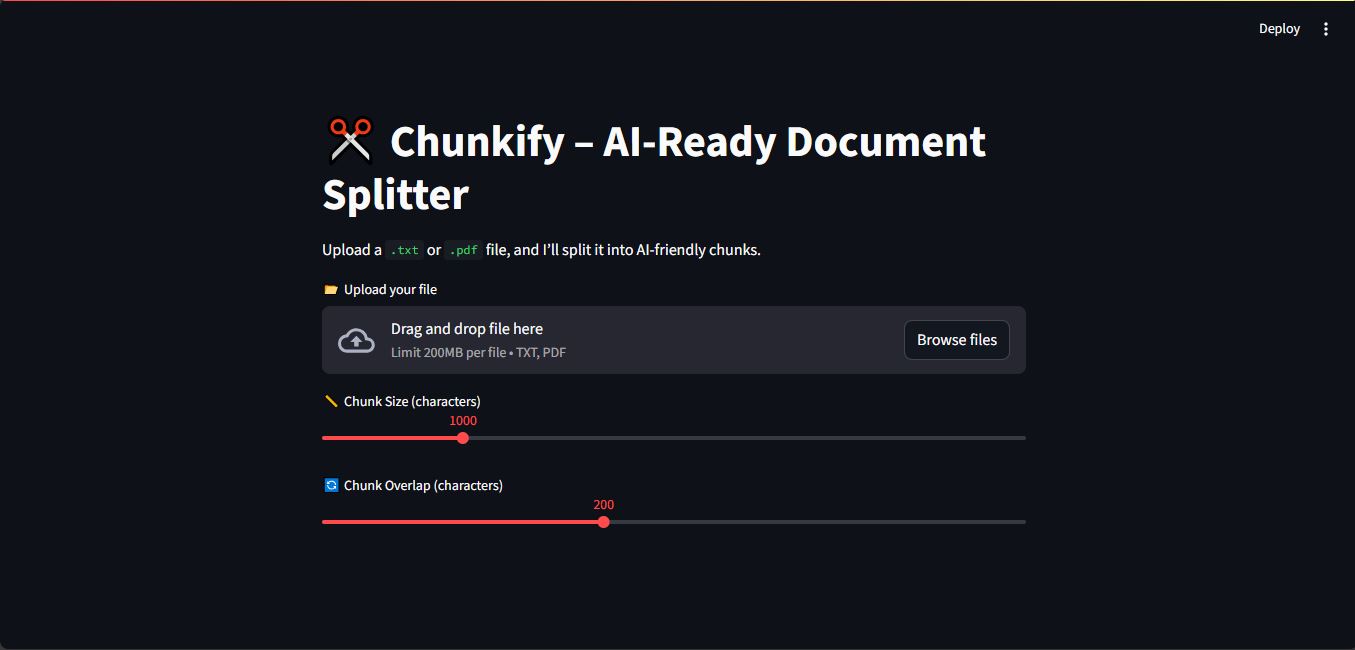 Deploy
Chunkify – AI-Ready Document
Splitter
Upload a .txt or .pdf file, and I’ll split it into AI-friendly chunks.
Upload your file
Drag and drop file here
Limit 200MB per file • TXT, PDF
Browse files
Chunk Size (characters)
1000
Chunk Overlap (characters)
200